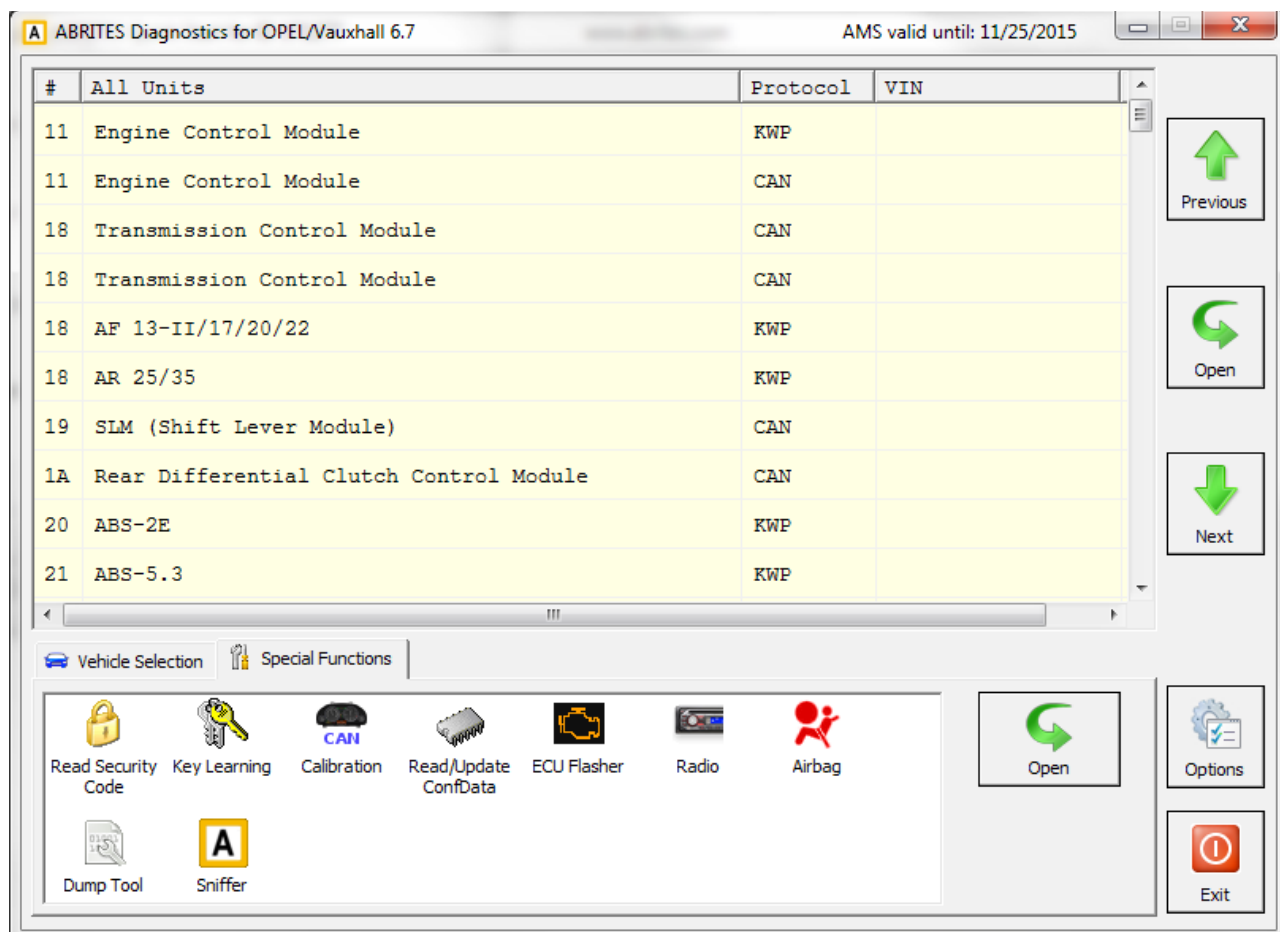 A ABRITES Diagnostics for OPEL/Vauxhall 6.7 AMS valid until: 11/25/2015
# All Units Protocol VIN
11 Engine Control Module KWP
11 Engine Control Module CAN
18 Transmission Control Module CAN
18 Transmission Control Module CAN
18 AF 13-II/17/20/22 KWP
18 AR 25/35 KWP
19 SLM (Shift Lever Module) CAN
1A Rear Differential Clutch Control Module CAN
20 ABS-2E KWP
21 ABS-5.3 KWP
Previous
Open
Next
Vehicle Selection Special Functions
CAN
Read Security Key Learning Calibration Read/Update ECU Flasher Radio Airbag
Code ConfData
Open
Options
A
Dump Tool Sniffer
Exit